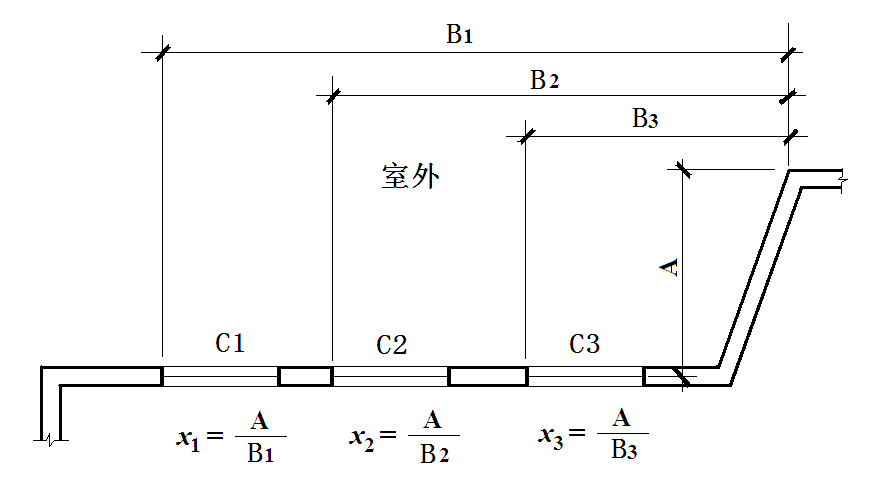 B1
B2
B3
室外
A
C1 C2 C3
x1 = A/B1 x2 = A/B2 x3 = A/B3